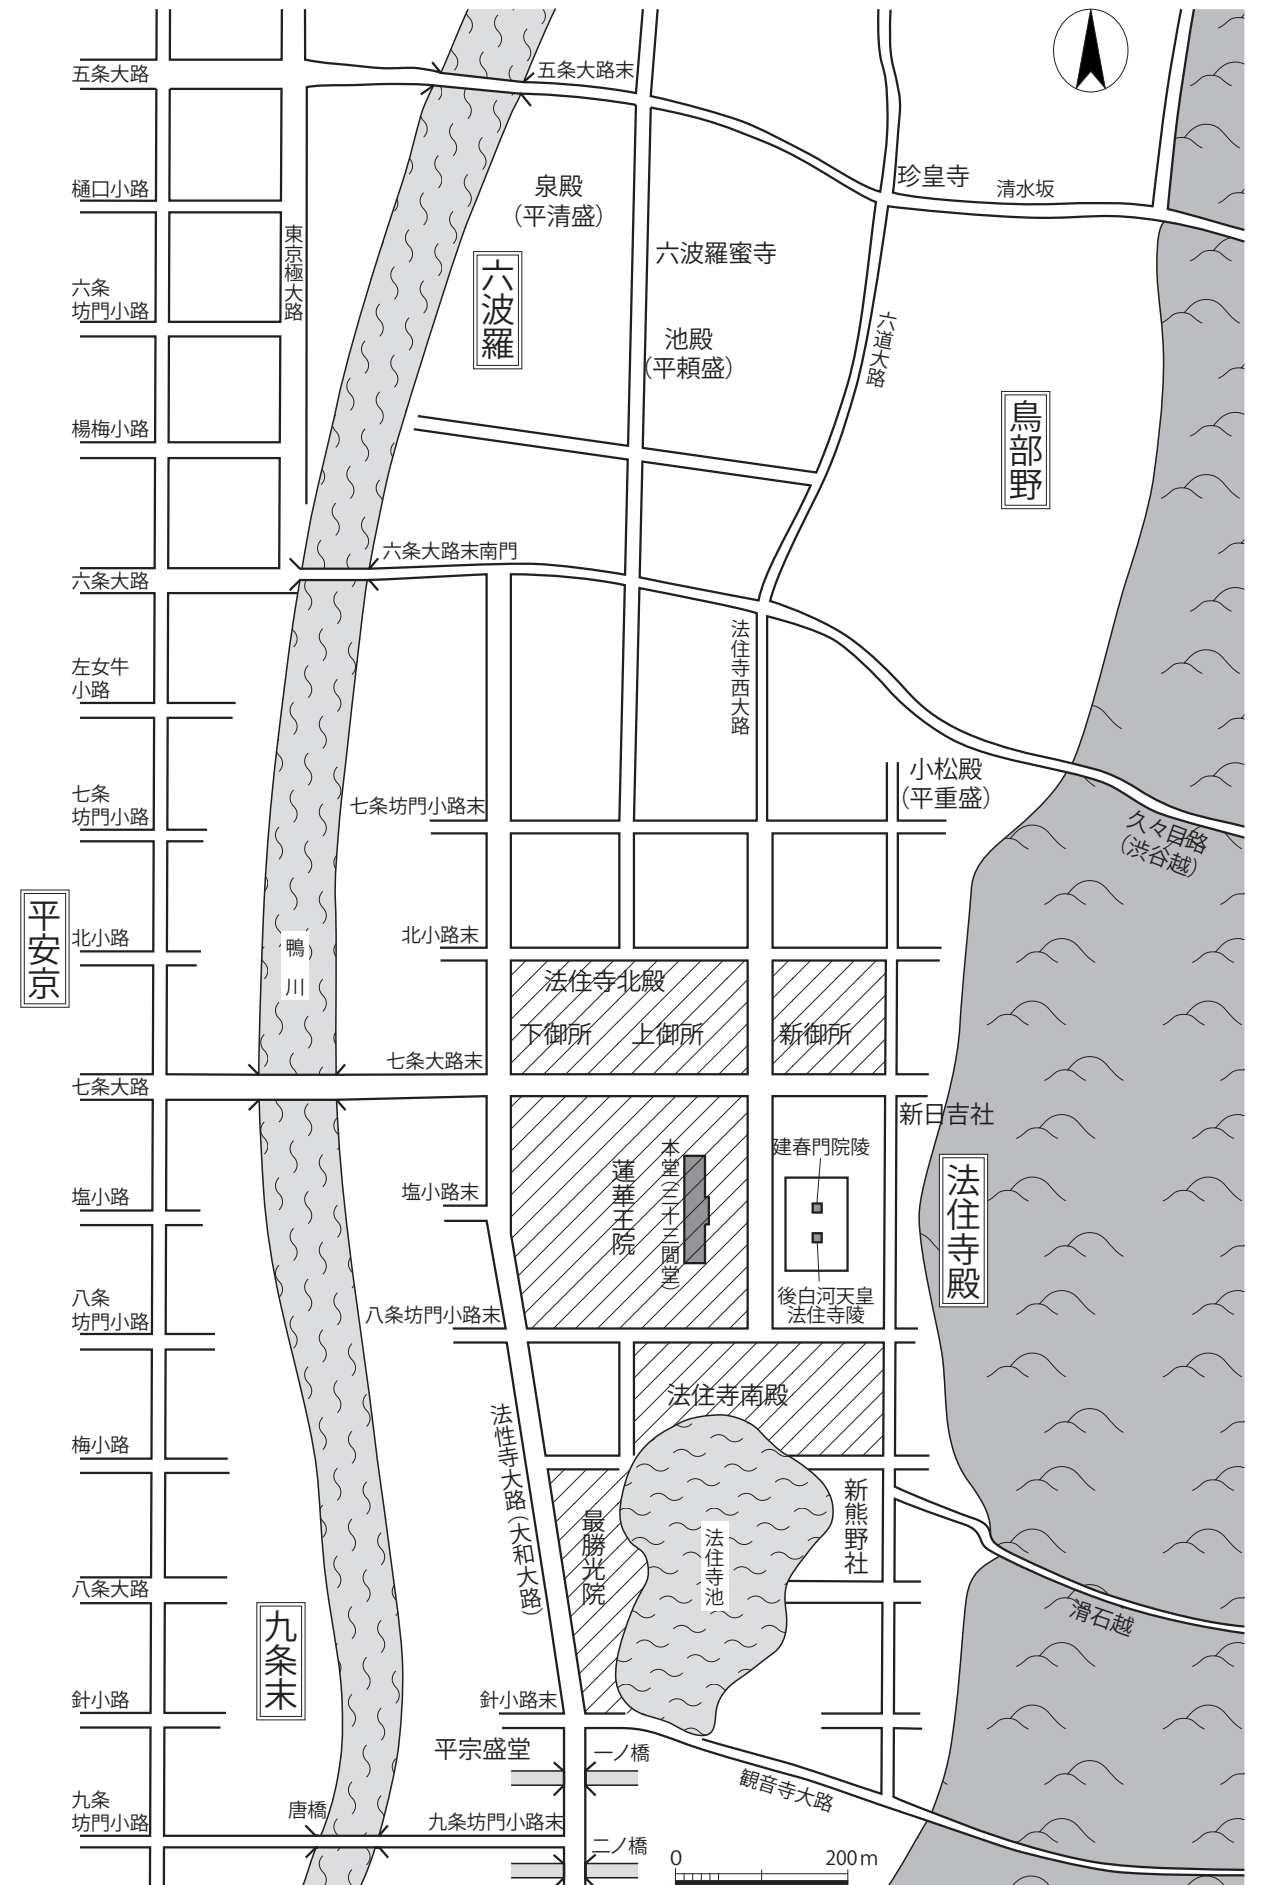 五条大路
五条大路末
樋口小路
東京極大路
泉殿
（平清盛）
珍皇寺
清水坂
六波羅
六波羅蜜寺
六条
坊門小路
池殿
（平頼盛）
六道大路
鳥部野
楊梅小路
六条大路末南門
六条大路
左女牛
小路
法住寺西大路
七条
坊門小路
七条坊門小路末
小松殿
（平重盛）
久々目路
（渋谷越）
平安京
北小路
鴨川
北小路末
法住寺北殿
下御所
上御所
新御所
七条大路
七条大路末
新日吉社
建春門院陵
蓮華王院
本堂（三十三間堂）
法住寺殿
塩小路
塩小路末
後白河天皇
法住寺陵
八条
坊門小路
八条坊門小路末
法住寺南殿
梅小路
法性寺大路（大和大路）
最勝光院
法住寺池
新熊野社
八条大路
滑石越
九条末
針小路
針小路末
平宗盛堂
一ノ橋
観音寺大路
九条
坊門小路
唐橋
九条坊門小路末
二ノ橋
0
200m